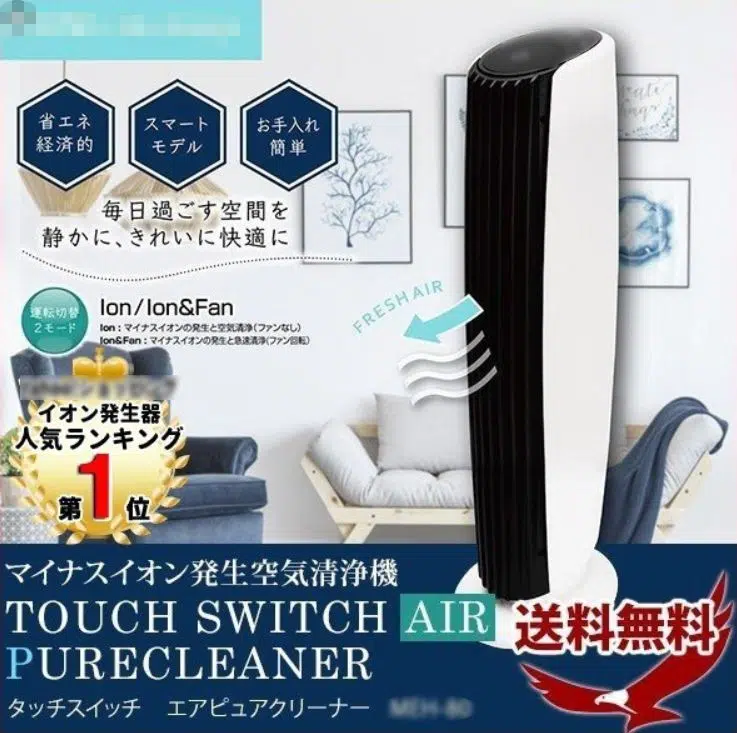 省エネ
経済的
スマート
モデル
お手入れ
簡単
毎日過ごす空間を
静かに、きれいに快適に
運転切替
2モード
Ion/Ion&Fan
Ion：マイナスイオンの発生と空気清浄(ファンなし)
Ion&Fan：マイナスイオンの発生と急速清浄(ファン回転)
FRESH AIR
イオン発生器
人気ランキング
第1位
マイナスイオン発生空気清浄機
TOUCH SWITCH AIR
PURECLEANER
送料無料
タッチスイッチ エアピュアクリーナー